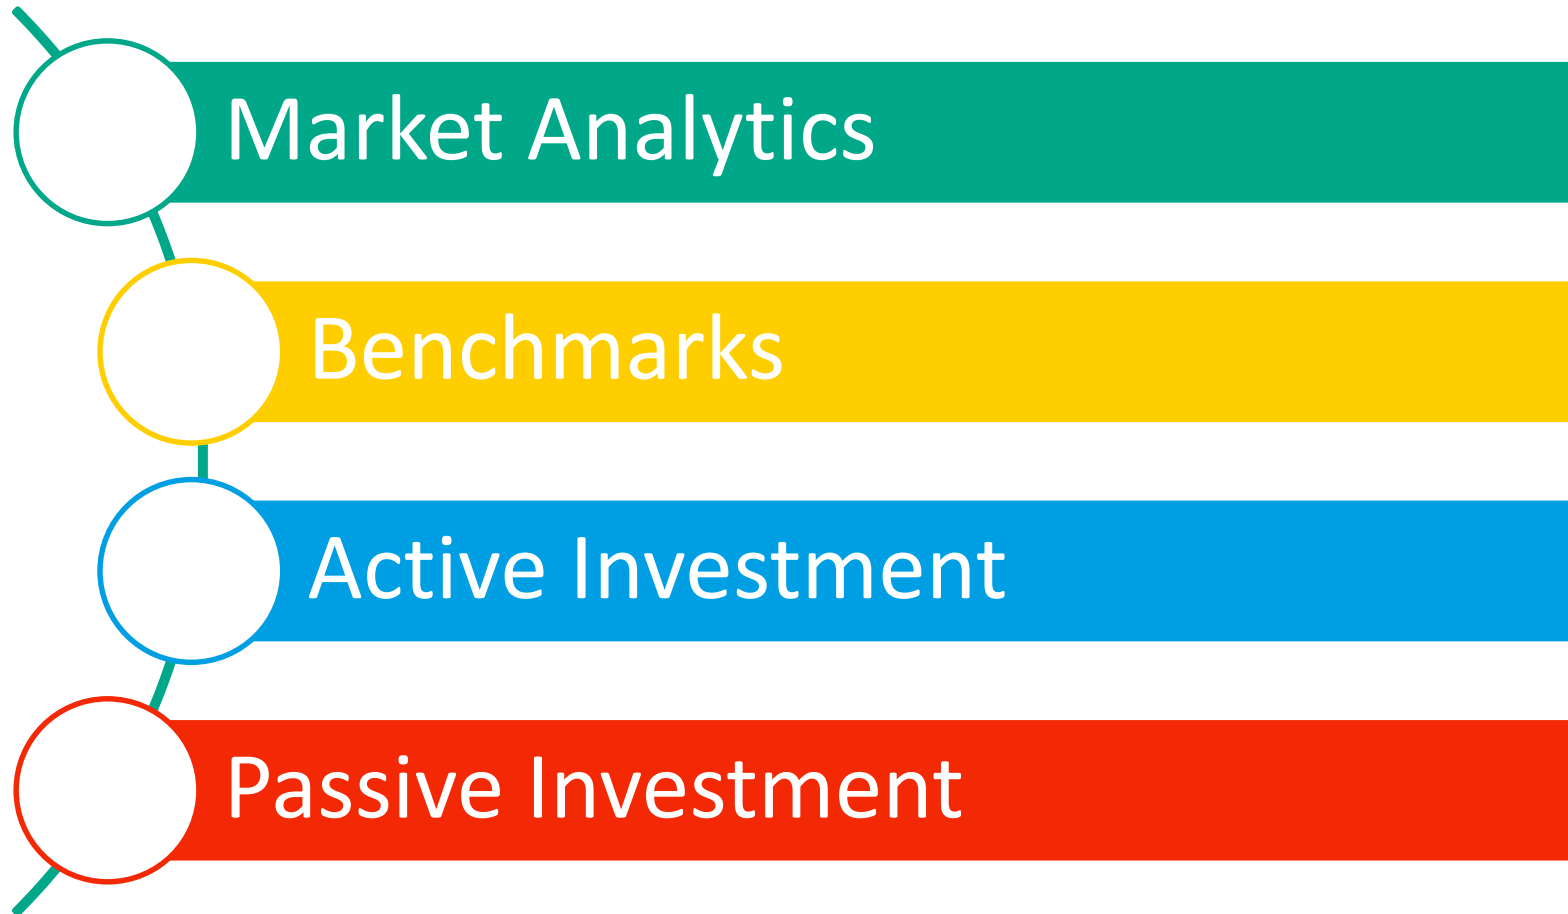 Market Analytics
Benchmarks
Active Investment
Passive Investment